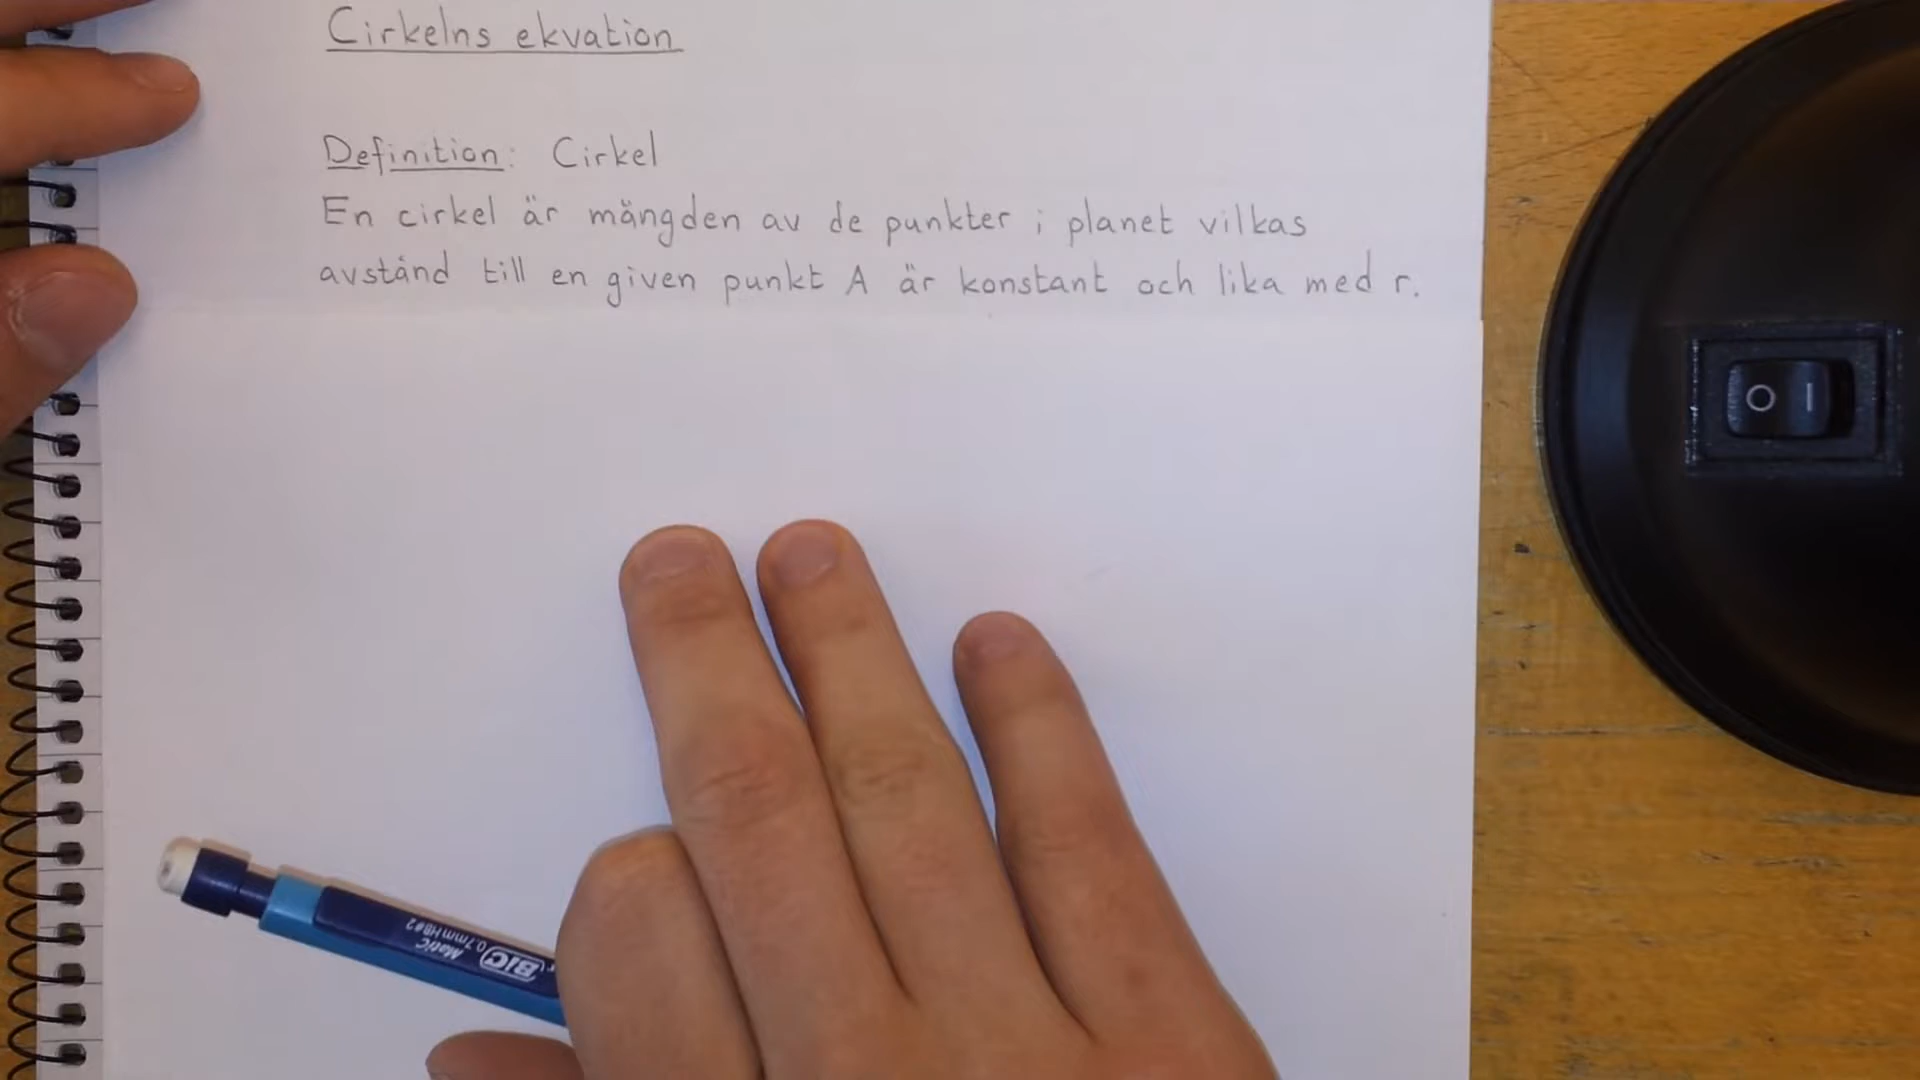 Cirkelns ekvation
Definition: Cirkel
En cirkel är mängden av de punkter i planet vilkas
avstånd till en given punkt A är konstant och lika med r.
BIC Matic 0.7mm HB#2